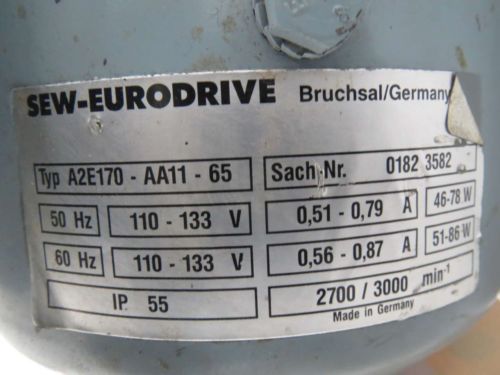 SEW-EURODRIVE Bruchsal/Germany
Typ A2E170 - AA11 - 65 Sach Nr. 0182 3582
50 Hz 110 - 133 V 0,51 - 0,79 A 46-78 W
60 Hz 110 - 133 V 0,56 - 0,87 A 51-86 W
IP 55 2700 / 3000 min-1
Made in Germany